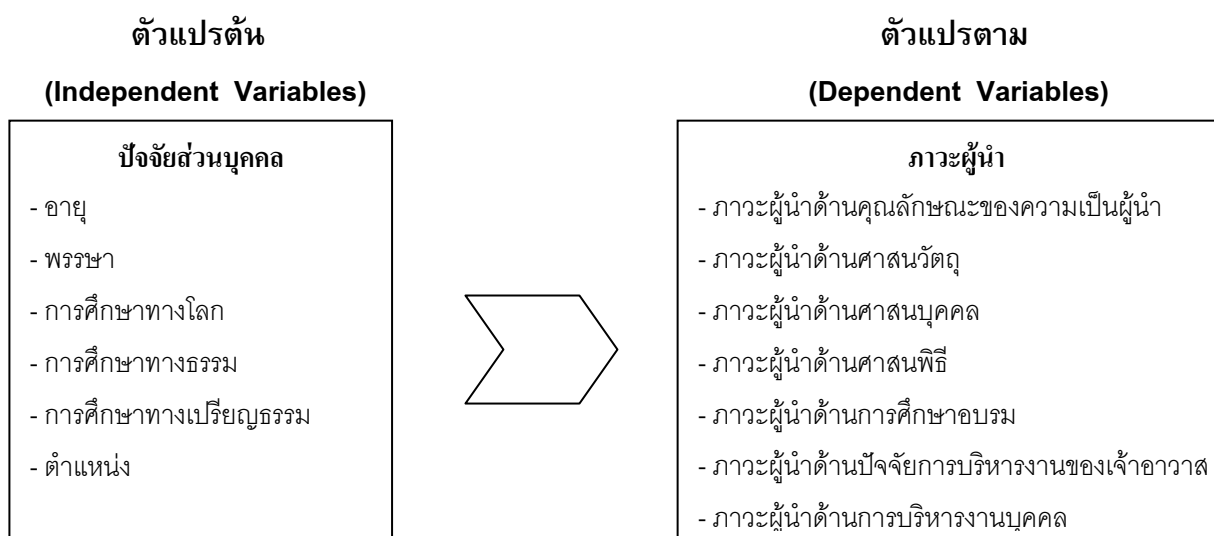 ตัวแปรต้น
(Independent Variables)
ปัจจัยส่วนบุคคล
- อายุ
- พรรษา
- การศึกษาทางโลก
- การศึกษาทางธรรม
- การศึกษาทางเปรียญธรรม
- ตำแหน่ง
ตัวแปรตาม
(Dependent Variables)
ภาวะผู้นำ
- ภาวะผู้นำด้านคุณลักษณะของความเป็นผู้นำ
- ภาวะผู้นำด้านศาสนวัตถุ
- ภาวะผู้นำด้านศาสนบุคคล
- ภาวะผู้นำด้านศาสนพิธี
- ภาวะผู้นำด้านการศึกษาอบรม
- ภาวะผู้นำด้านปัจจัยการบริหารงานของเจ้าอาวาส
- ภาวะผู้นำด้านการบริหารงานบุคคล